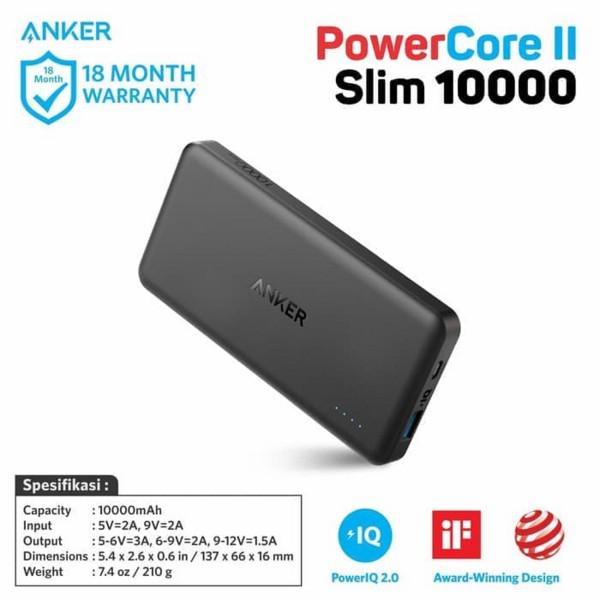 ANKER
18
Month
18 MONTH
WARRANTY
PowerCore II
Slim 10000
ANKER
IQ
Spesifikasi :
Capacity : 10000mAh
Input : 5V=2A, 9V=2A
Output : 5-6V=3A, 6-9V=2A, 9-12V=1.5A
Dimensions : 5.4 x 2.6 x 0.6 in / 137 x 66 x 16 mm
Weight : 7.4 oz / 210 g
IQ
PowerIQ 2.0
iF
Award-Winning Design